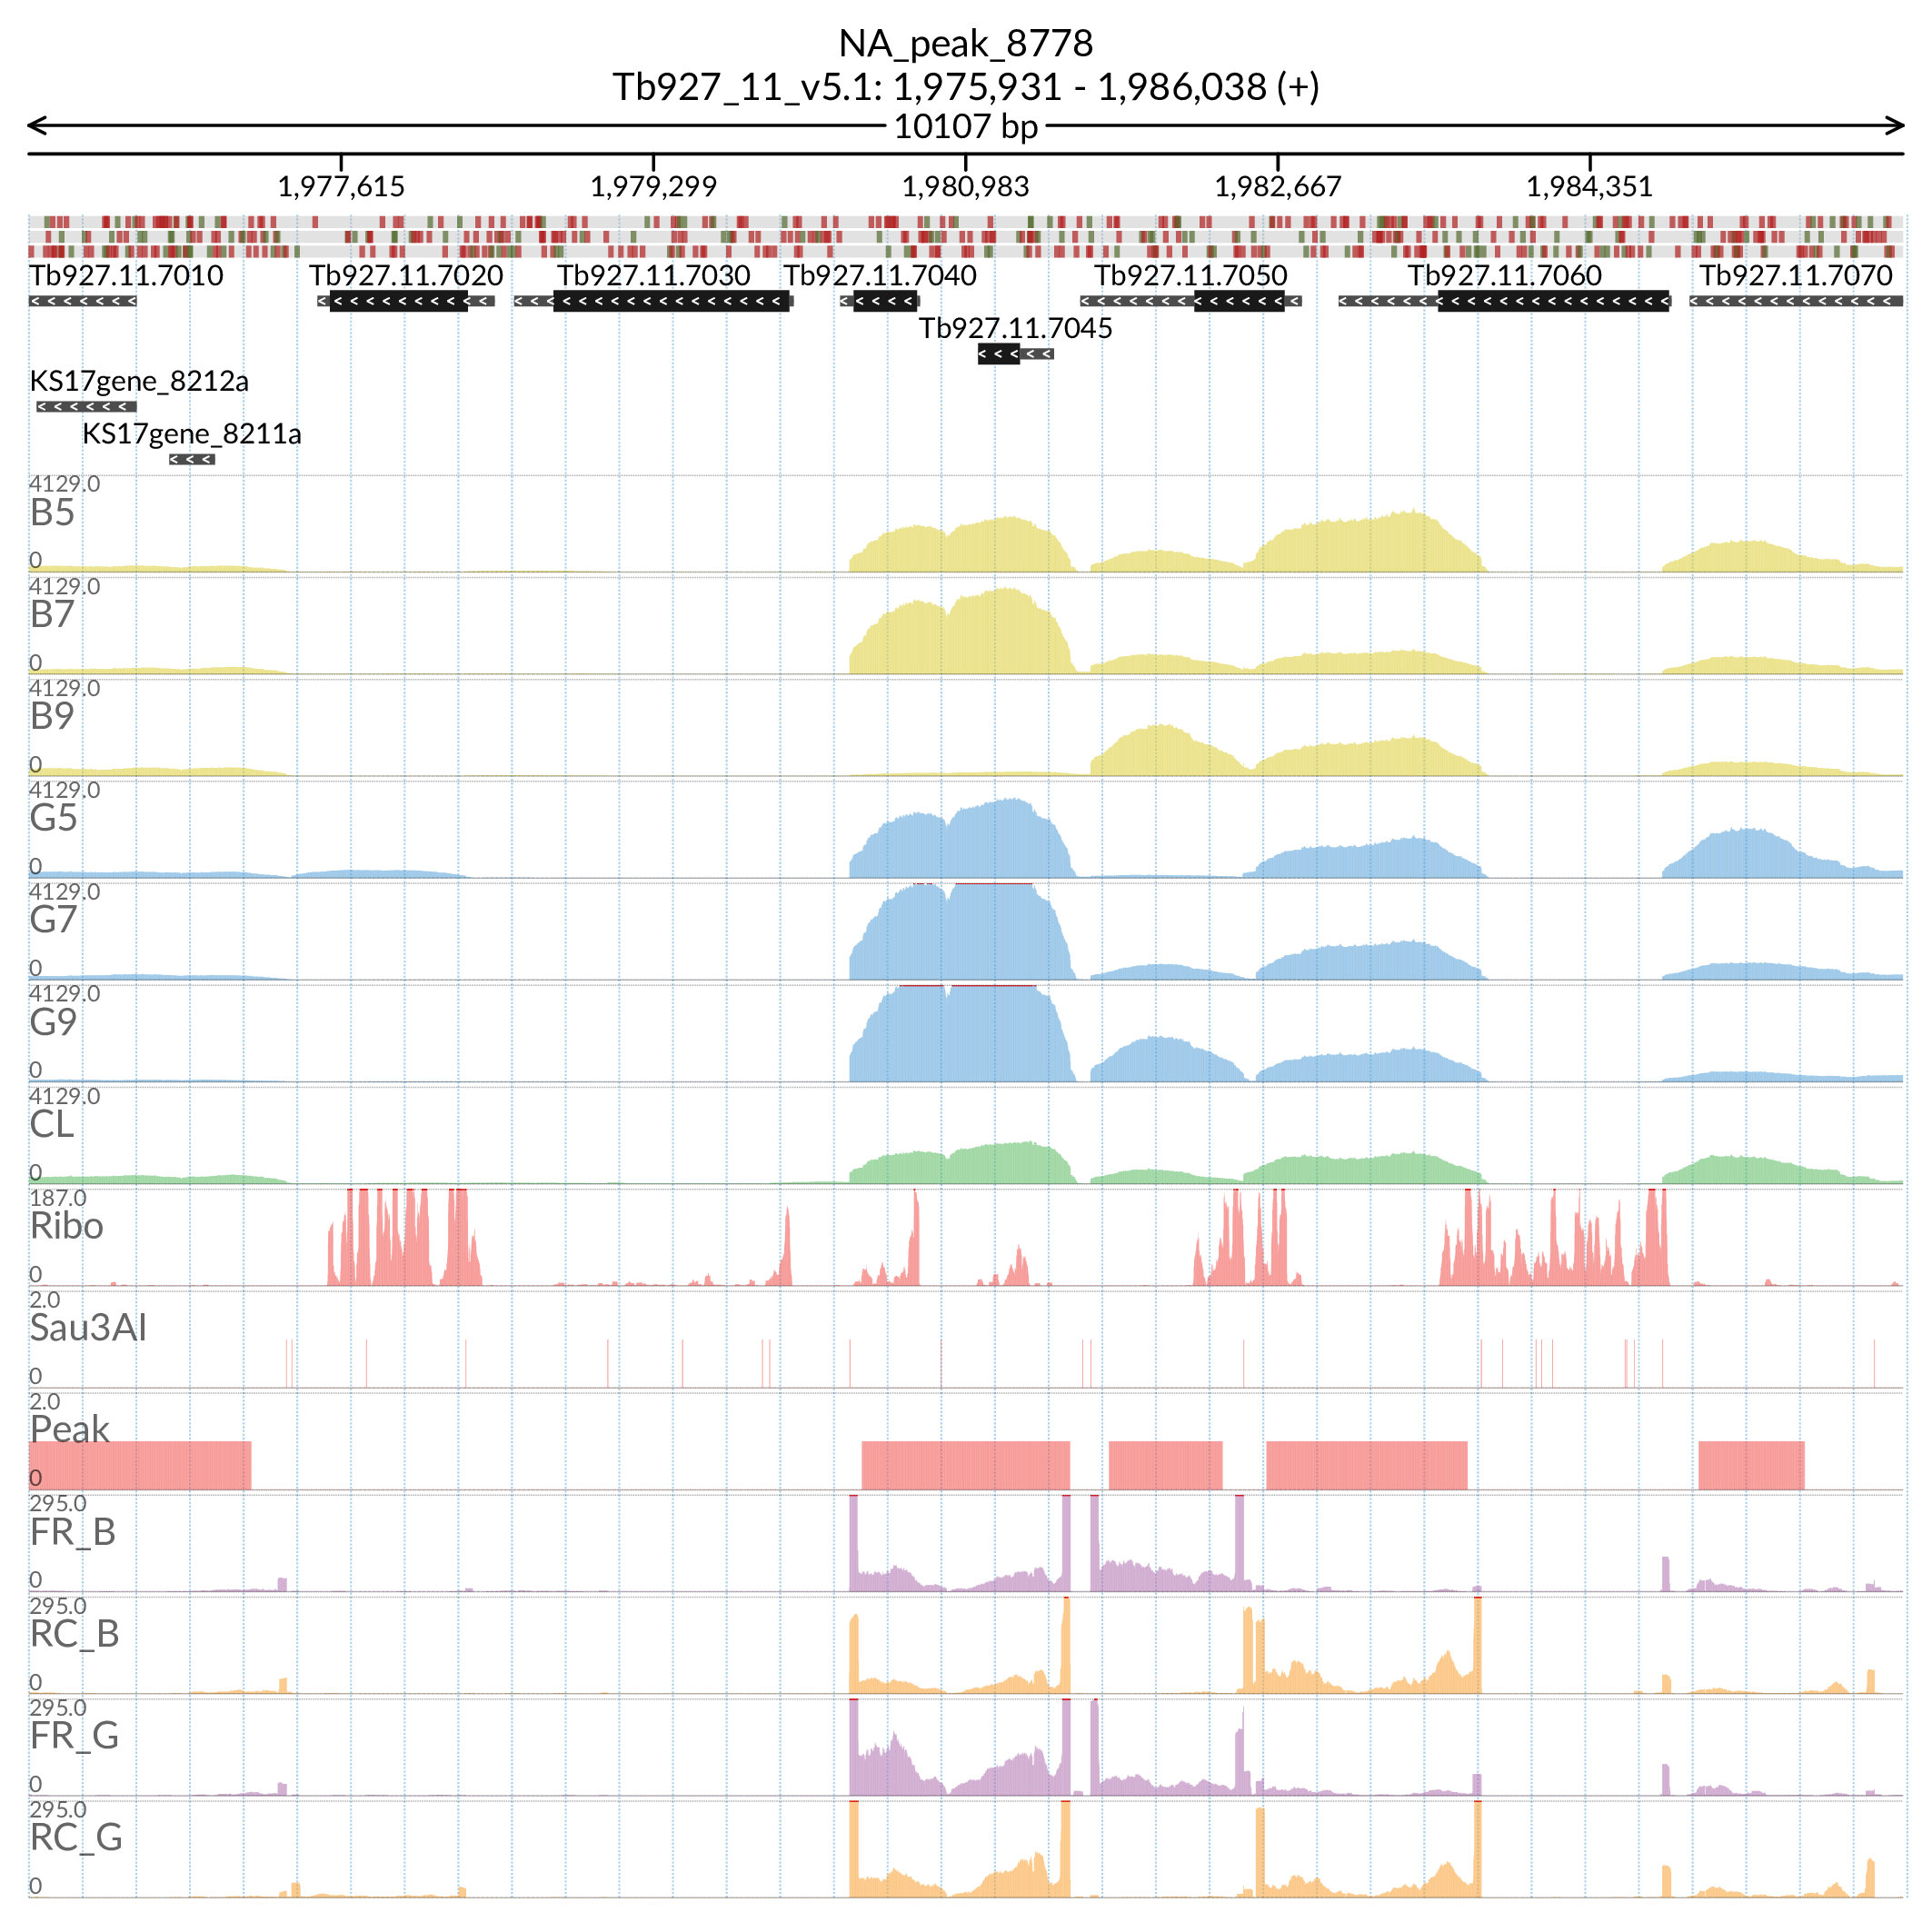 NA_peak_8778
Tb927_11_v5.1: 1,975,931 - 1,986,038 (+)
10107 bp
1,977,615 1,979,299 1,980,983 1,982,667 1,984,351
Tb927.11.7010 Tb927.11.7020 Tb927.11.7030 Tb927.11.7040 Tb927.11.7050 Tb927.11.7060 Tb927.11.7070
Tb927.11.7045
KS17gene_8212a
KS17gene_8211a
4129.0
B5
0
4129.0
B7
0
4129.0
B9
0
4129.0
G5
0
4129.0
G7
0
4129.0
G9
0
4129.0
CL
0
187.0
Ribo
0
2.0
Sau3AI
0
2.0
Peak
0
295.0
FR_B
0
295.0
RC_B
0
295.0
FR_G
0
295.0
RC_G
0